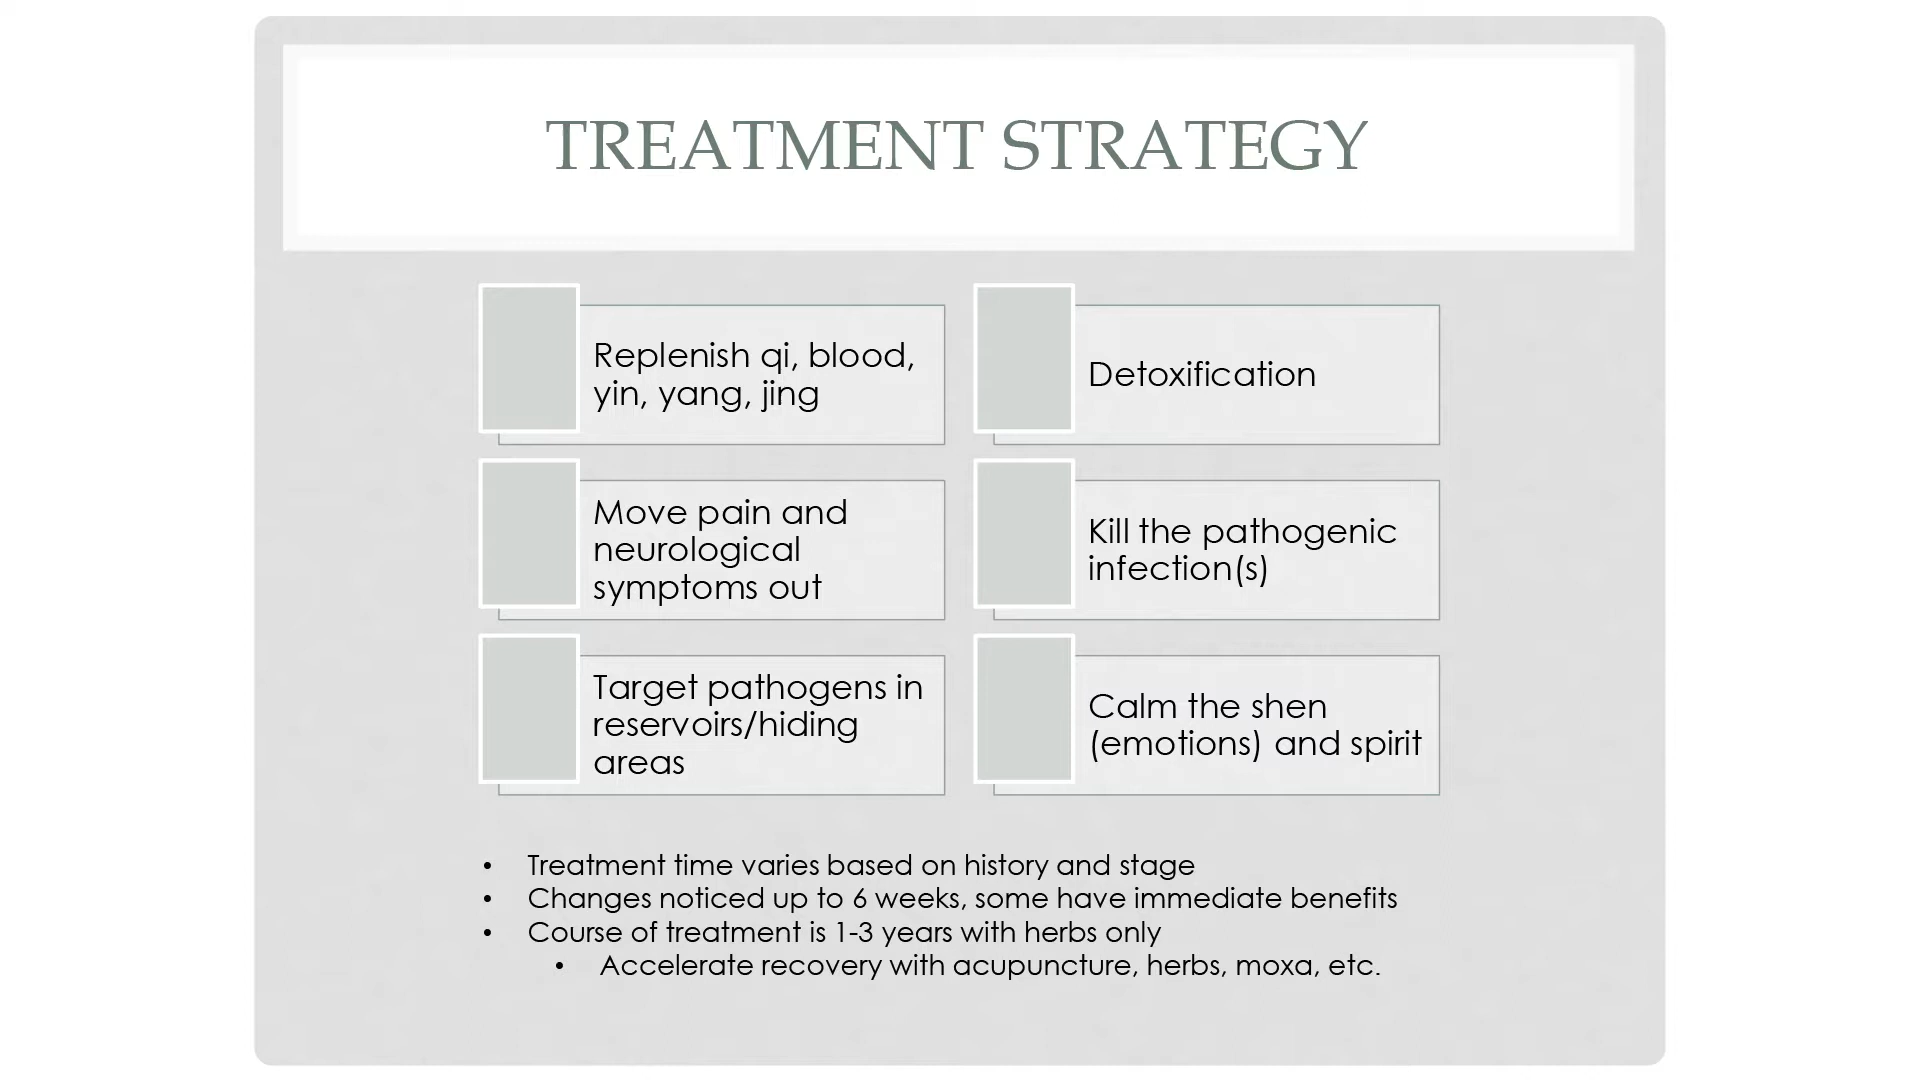 TREATMENT STRATEGY
Replenish qi, blood,
yin, yang, jing
Detoxification
Move pain and
neurological
symptoms out
Kill the pathogenic
infection(s)
Target pathogens in
reservoirs/hiding
areas
Calm the shen
(emotions) and spirit
• Treatment time varies based on history and stage
• Changes noticed up to 6 weeks, some have immediate benefits
• Course of treatment is 1-3 years with herbs only
• Accelerate recovery with acupuncture, herbs, moxa, etc.